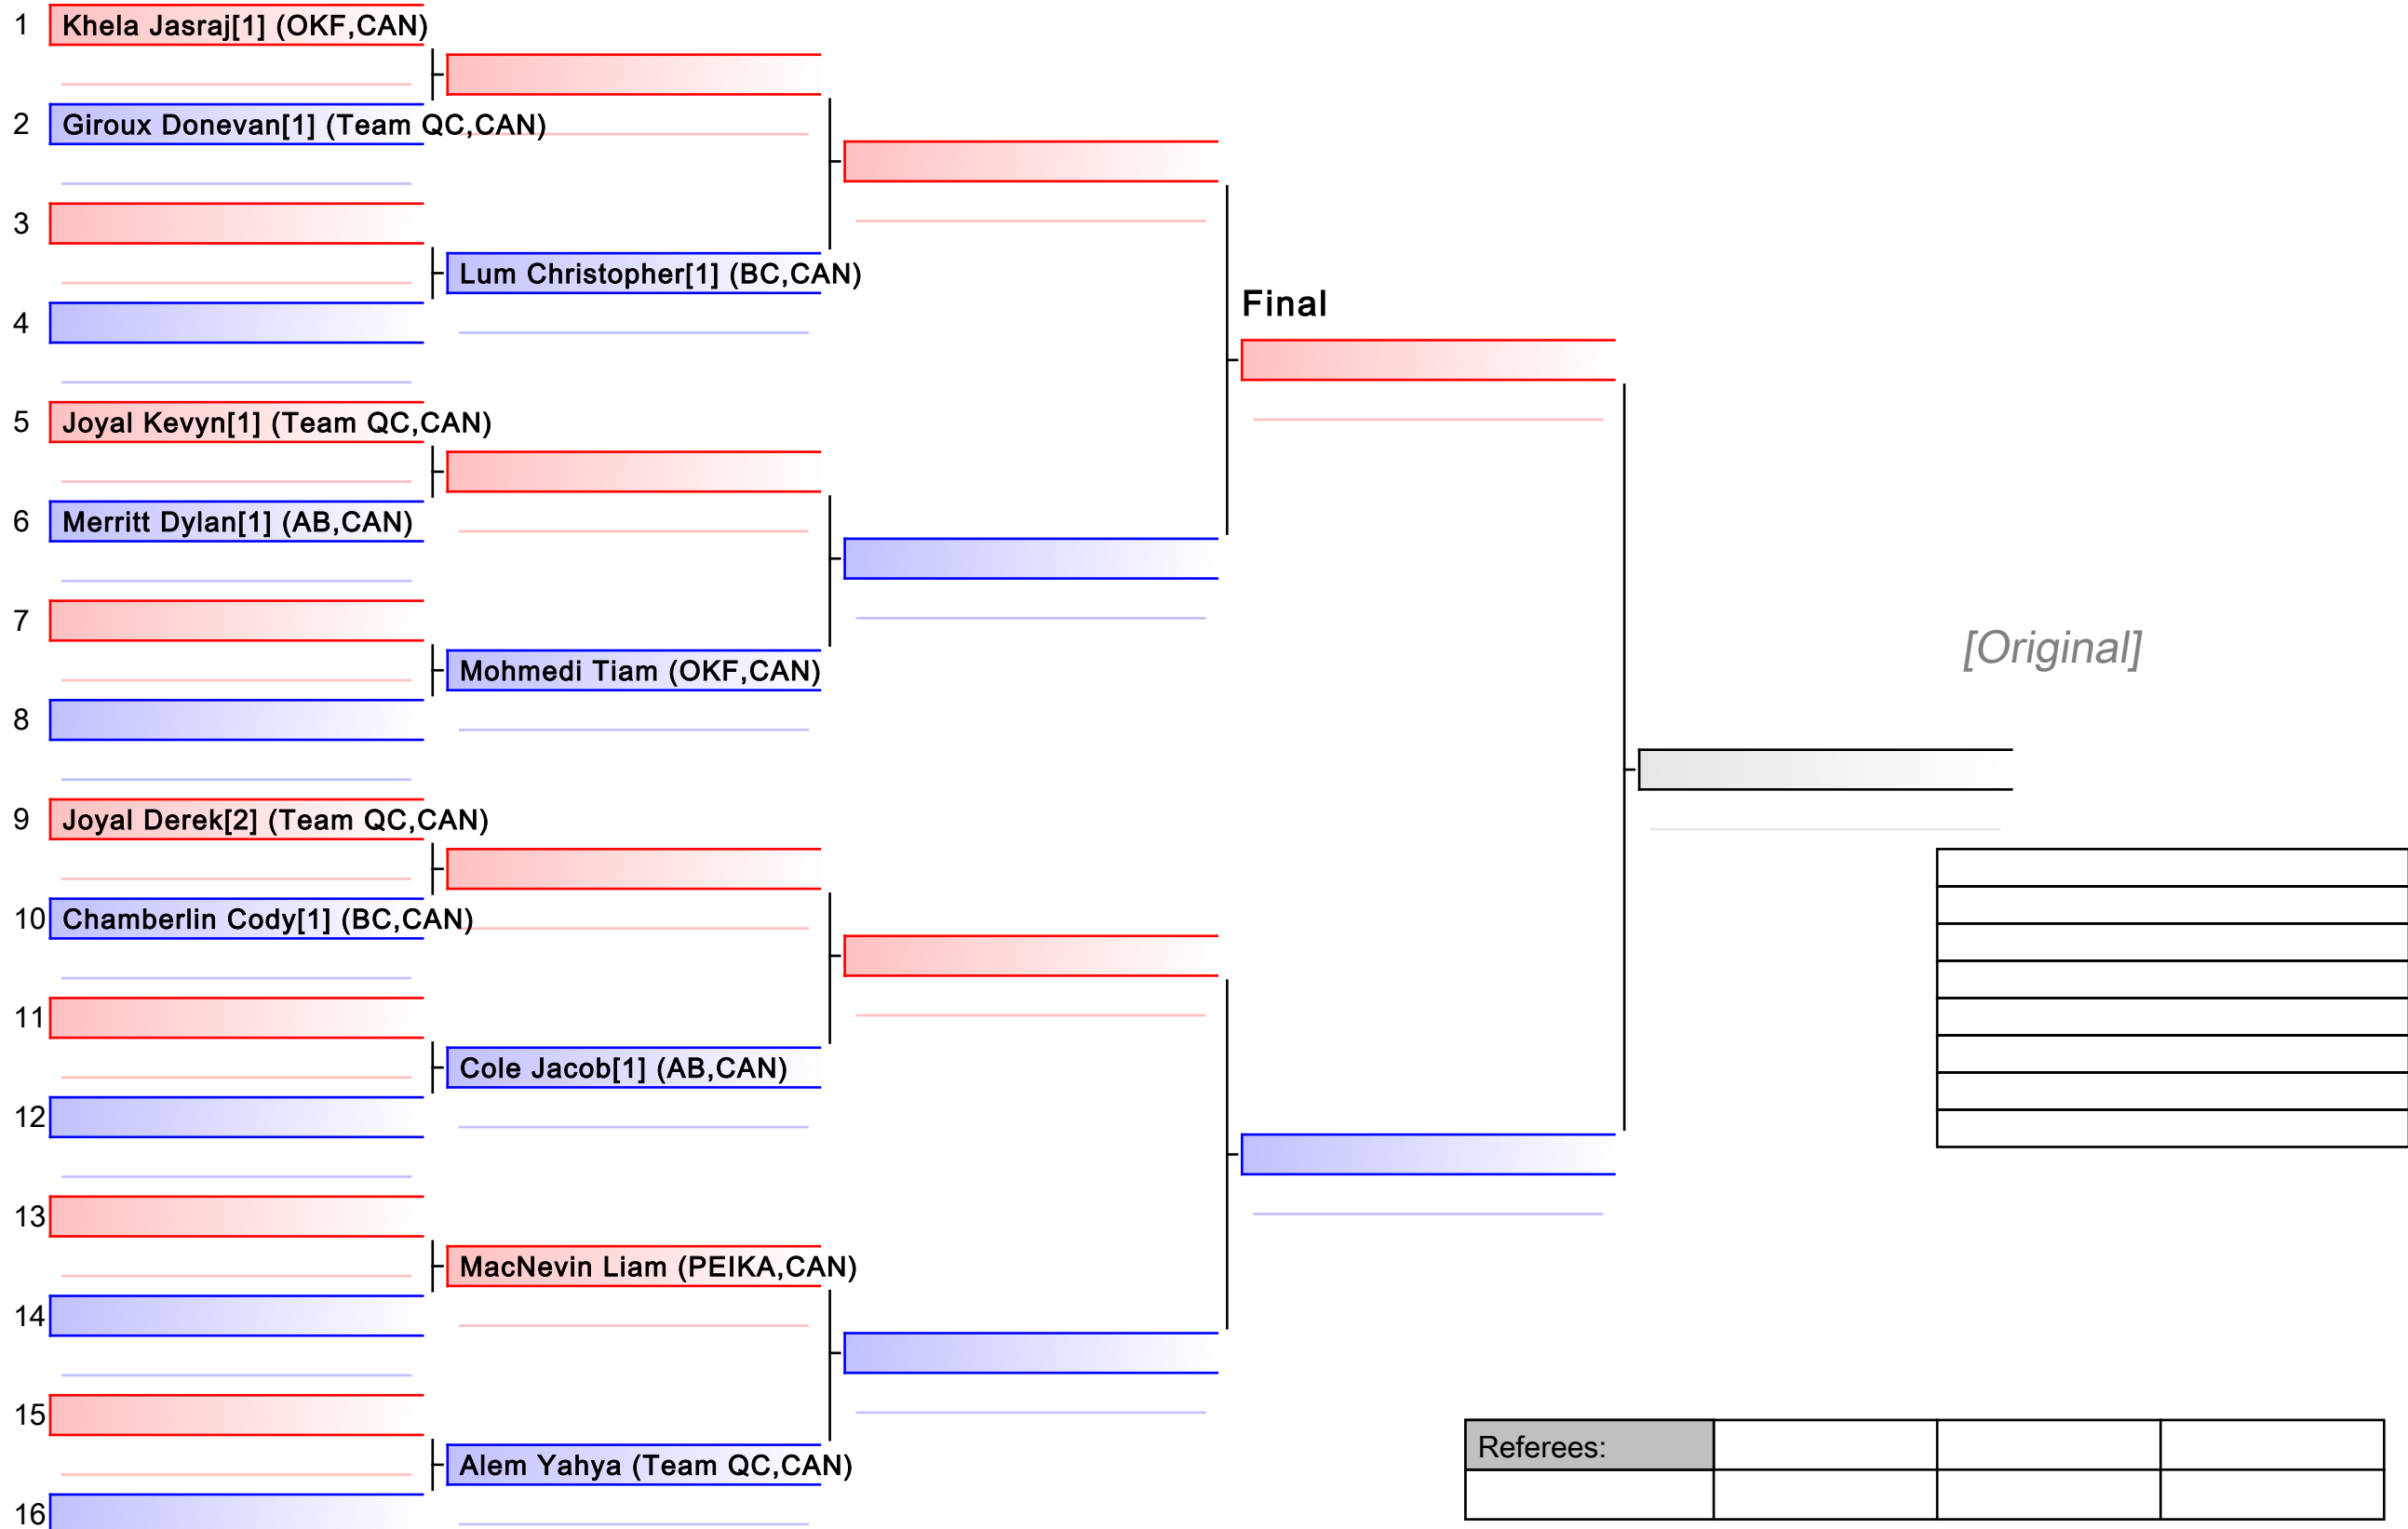 1 Khela Jasraj[1] (OKF,CAN)
2 Giroux Donevan[1] (Team QC,CAN)
3
Lum Christopher[1] (BC,CAN)
Final
4
5 Joyal Kevyn[1] (Team QC,CAN)
6 Merritt Dylan[1] (AB,CAN)
7
[Original]
Mohmedi Tiam (OKF,CAN)
8
9 Joyal Derek[2] (Team QC,CAN)
10 Chamberlin Cody[1] (BC,CAN)
11
Cole Jacob[1] (AB,CAN)
12
13
MacNevin Liam (PEIKA,CAN)
14
15
Referees:
Alem Yahya (Team QC,CAN)
16